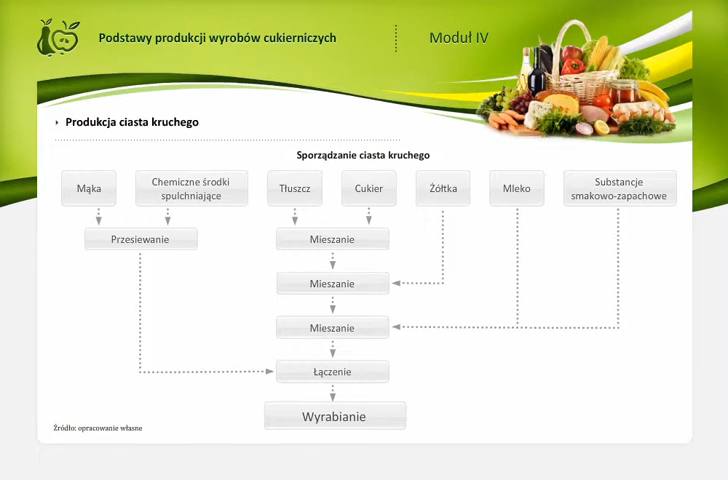 Podstawy produkcji wyrobów cukierniczych
Moduł IV
Produkcja ciasta kruchego
Sporządzanie ciasta kruchego
Mąka
Chemiczne środki
spulchniające
Tłuszcz
Cukier
Żółtka
Mleko
Substancje
smakowo-zapachowe
Przesiewanie
Mieszanie
Mieszanie
Mieszanie
Łączenie
Wyrabianie
Źródło: opracowanie własne